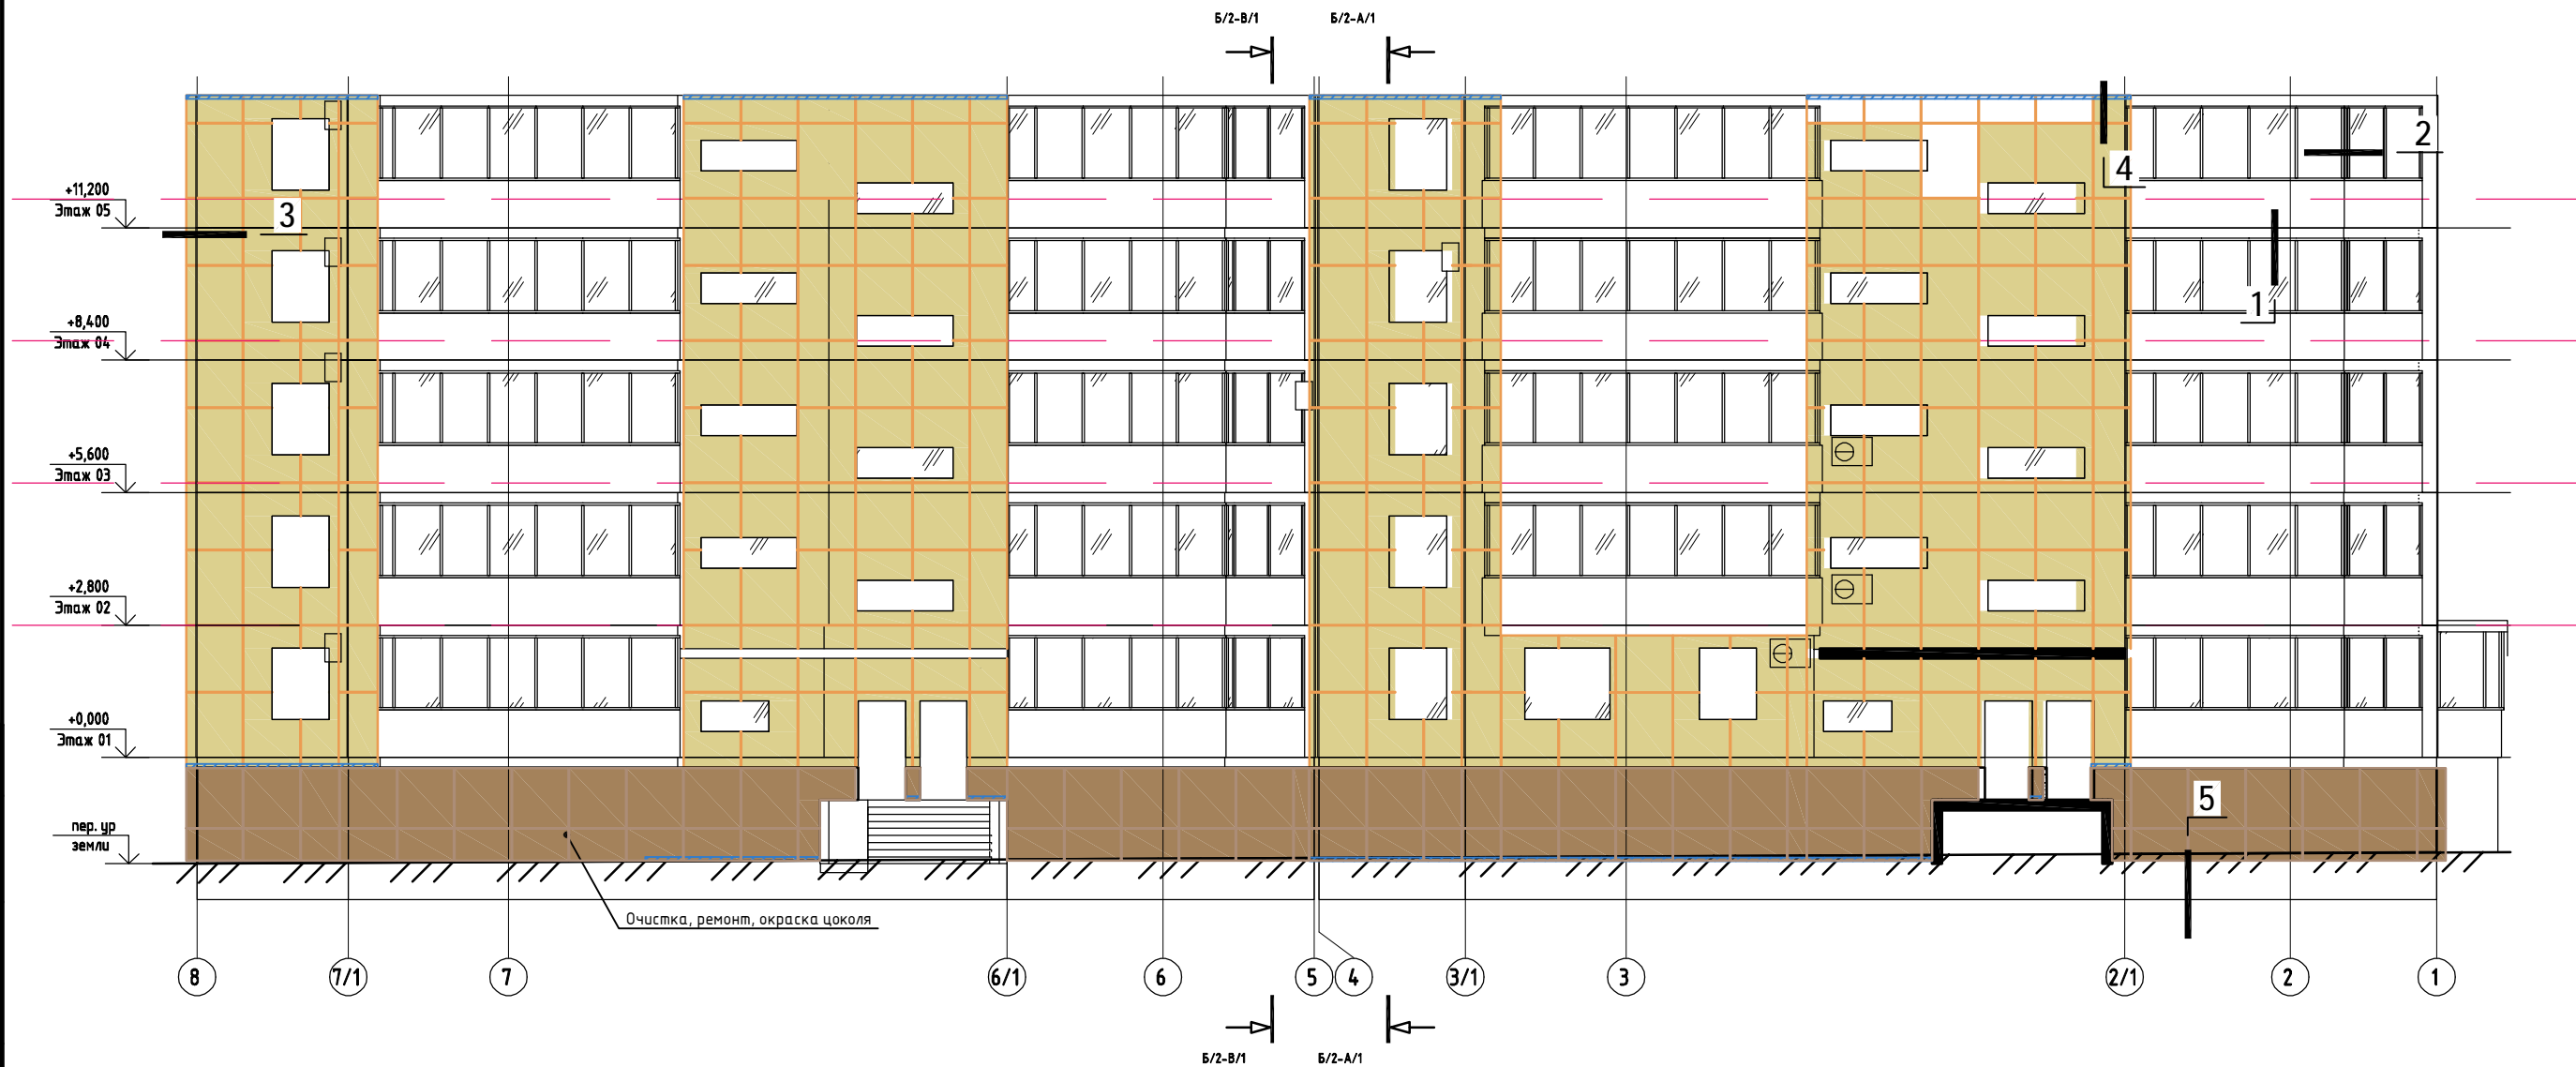 Б/2-В/1
Б/2-А/1
2
4
+11,200
Этаж 05
3
1
+8,400
Этаж 04
+5,600
Этаж 03
+2,800
Этаж 02
+0,000
Этаж 01
5
пер. ур
земли
Очистка, ремонт, окраска цоколя
8
7/1
7
6/1
6
5
4
3/1
3
2/1
2
1
Б/2-В/1
Б/2-А/1